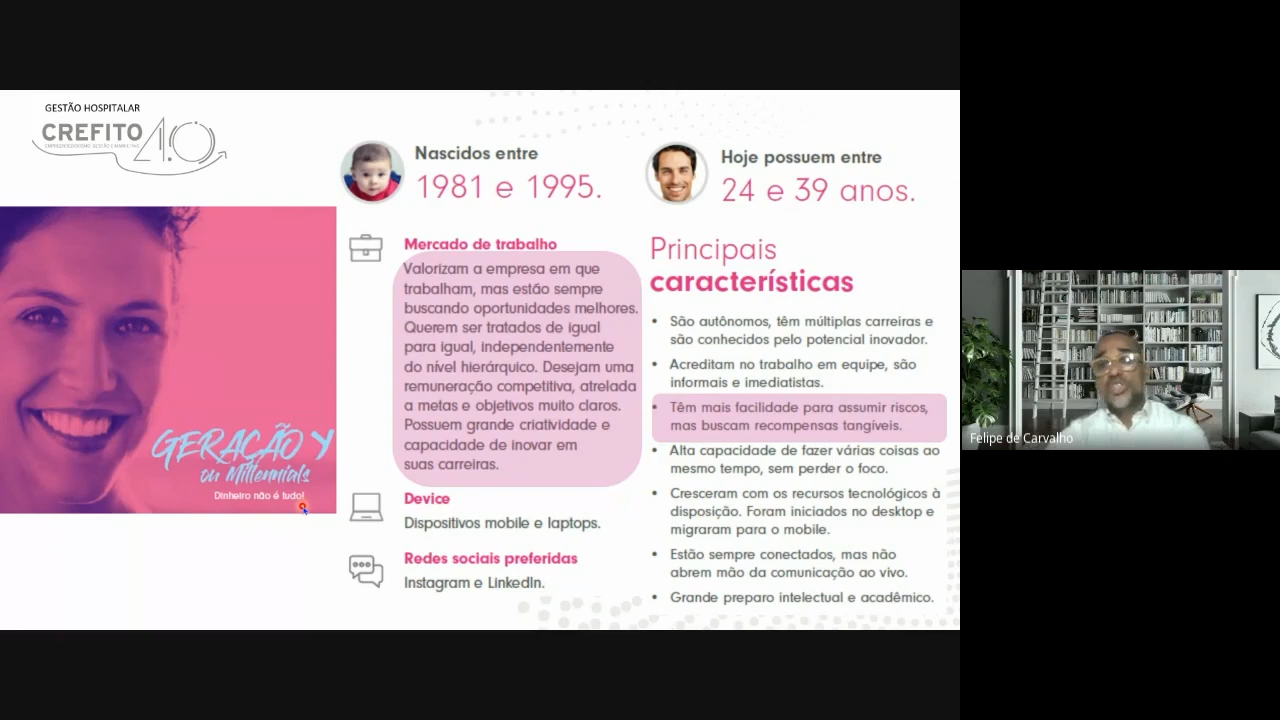 GESTÃO HOSPITALAR
CREFITO 4.0
EMPREENDEDORISMO, GESTÃO E MARKETING
Nascidos entre
1981 e 1995.
Hoje possuem entre
24 e 39 anos.
Mercado de trabalho
Valorizam a empresa em que
trabalham, mas estão sempre
buscando oportunidades melhores.
Querem ser tratados de igual
para igual, independentemente
do nível hierárquico. Desejam uma
remuneração competitiva, atrelada
a metas e objetivos muito claros.
Possuem grande criatividade e
capacidade de inovar em
suas carreiras.
Device
Dispositivos mobile e laptops.
Redes sociais preferidas
Instagram e LinkedIn.
GERAÇÃO Y
ou Millennials
Dinheiro não é tudo!
Principais
características
• São autônomos, têm múltiplas carreiras e
são conhecidos pelo potencial inovador.
• Acreditam no trabalho em equipe, são
informais e imediatistas.
• Têm mais facilidade para assumir riscos,
mas buscam recompensas tangíveis.
• Alta capacidade de fazer várias coisas ao
mesmo tempo, sem perder o foco.
• Cresceram com os recursos tecnológicos à
disposição. Foram iniciados no desktop e
migraram para o mobile.
• Estão sempre conectados, mas não
abrem mão da comunicação ao vivo.
• Grande preparo intelectual e acadêmico.
Felipe de Carvalho